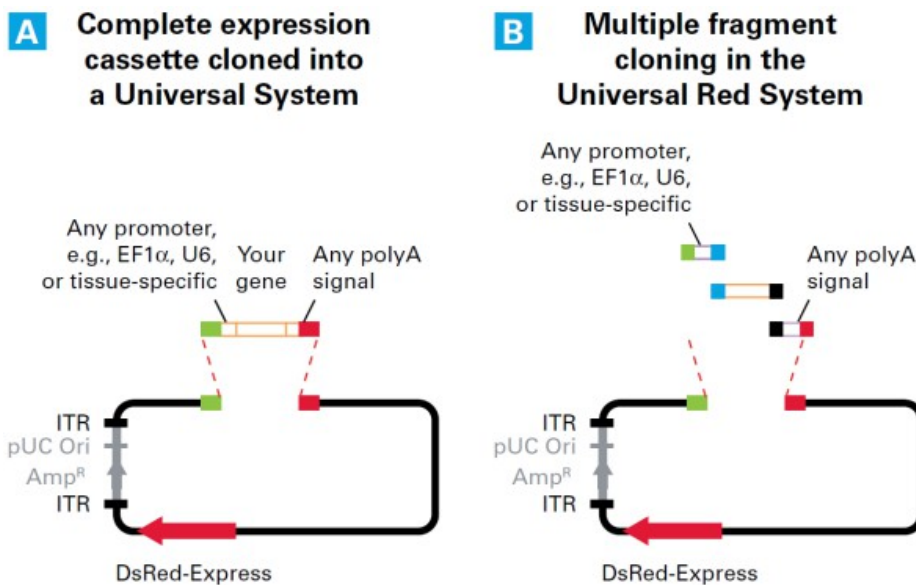 A
Complete expression
cassette cloned into
a Universal System
Any promoter,
e.g., EF1α, U6,
or tissue-specific
Your
gene
Any polyA
signal
ITR
pUC Ori
Amp^R
ITR
DsRed-Express
B
Multiple fragment
cloning in the
Universal Red System
Any promoter,
e.g., EF1α, U6,
or tissue-specific
Any polyA
signal
ITR
pUC Ori
Amp^R
ITR
DsRed-Express